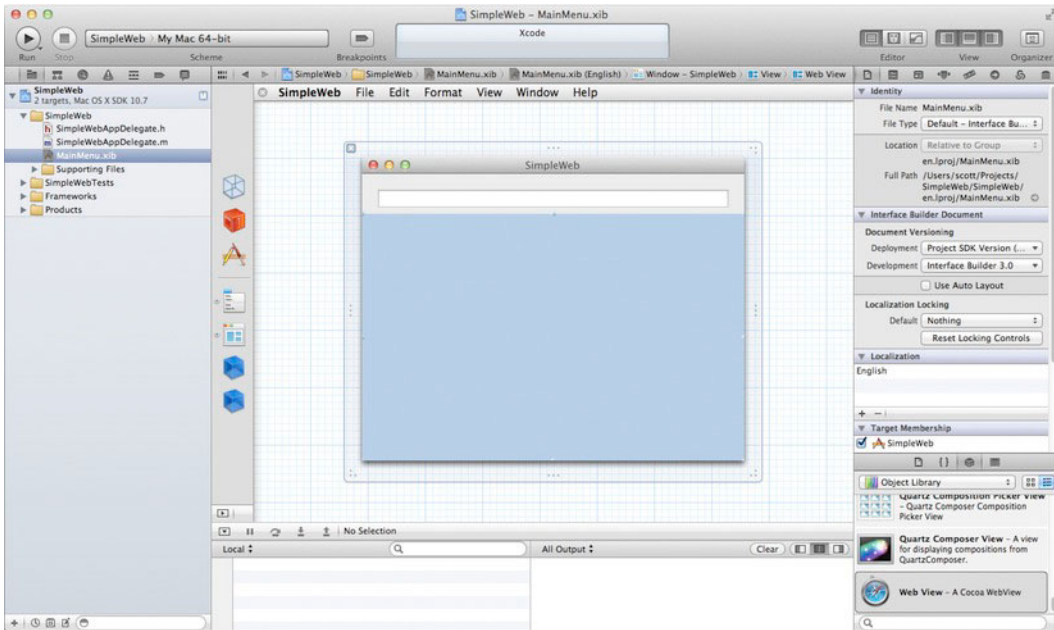 SimpleWeb – MainMenu.xib
SimpleWeb My Mac 64-bit
Xcode
Run Stop Scheme Breakpoints Editor View Organizer
SimpleWeb SimpleWeb MainMenu.xib MainMenu.xib (English) Window – SimpleWeb View Web View
SimpleWeb
2 targets, Mac OS X SDK 10.7
SimpleWeb
SimpleWebAppDelegate.h
SimpleWebAppDelegate.m
MainMenu.xib
Supporting Files
SimpleWebTests
Frameworks
Products
SimpleWeb File Edit Format View Window Help
SimpleWeb
No Selection
Local
All Output
Clear
Identity
File Name MainMenu.xib
File Type Default – Interface Bu...
Location Relative to Group
en.lproj/MainMenu.xib
Full Path /Users/scott/Projects/
SimpleWeb/SimpleWeb/
en.lproj/MainMenu.xib
Interface Builder Document
Document Versioning
Deployment Project SDK Version (...
Development Interface Builder 3.0
Use Auto Layout
Localization Locking
Default Nothing
Reset Locking Controls
Localization
English
Target Membership
SimpleWeb
Object Library
Quartz Composition Picker View
– Quartz Composer Composition
Picker View
Quartz Composer View – A view
for displaying compositions from
QuartzComposer.
Web View – A Cocoa WebView